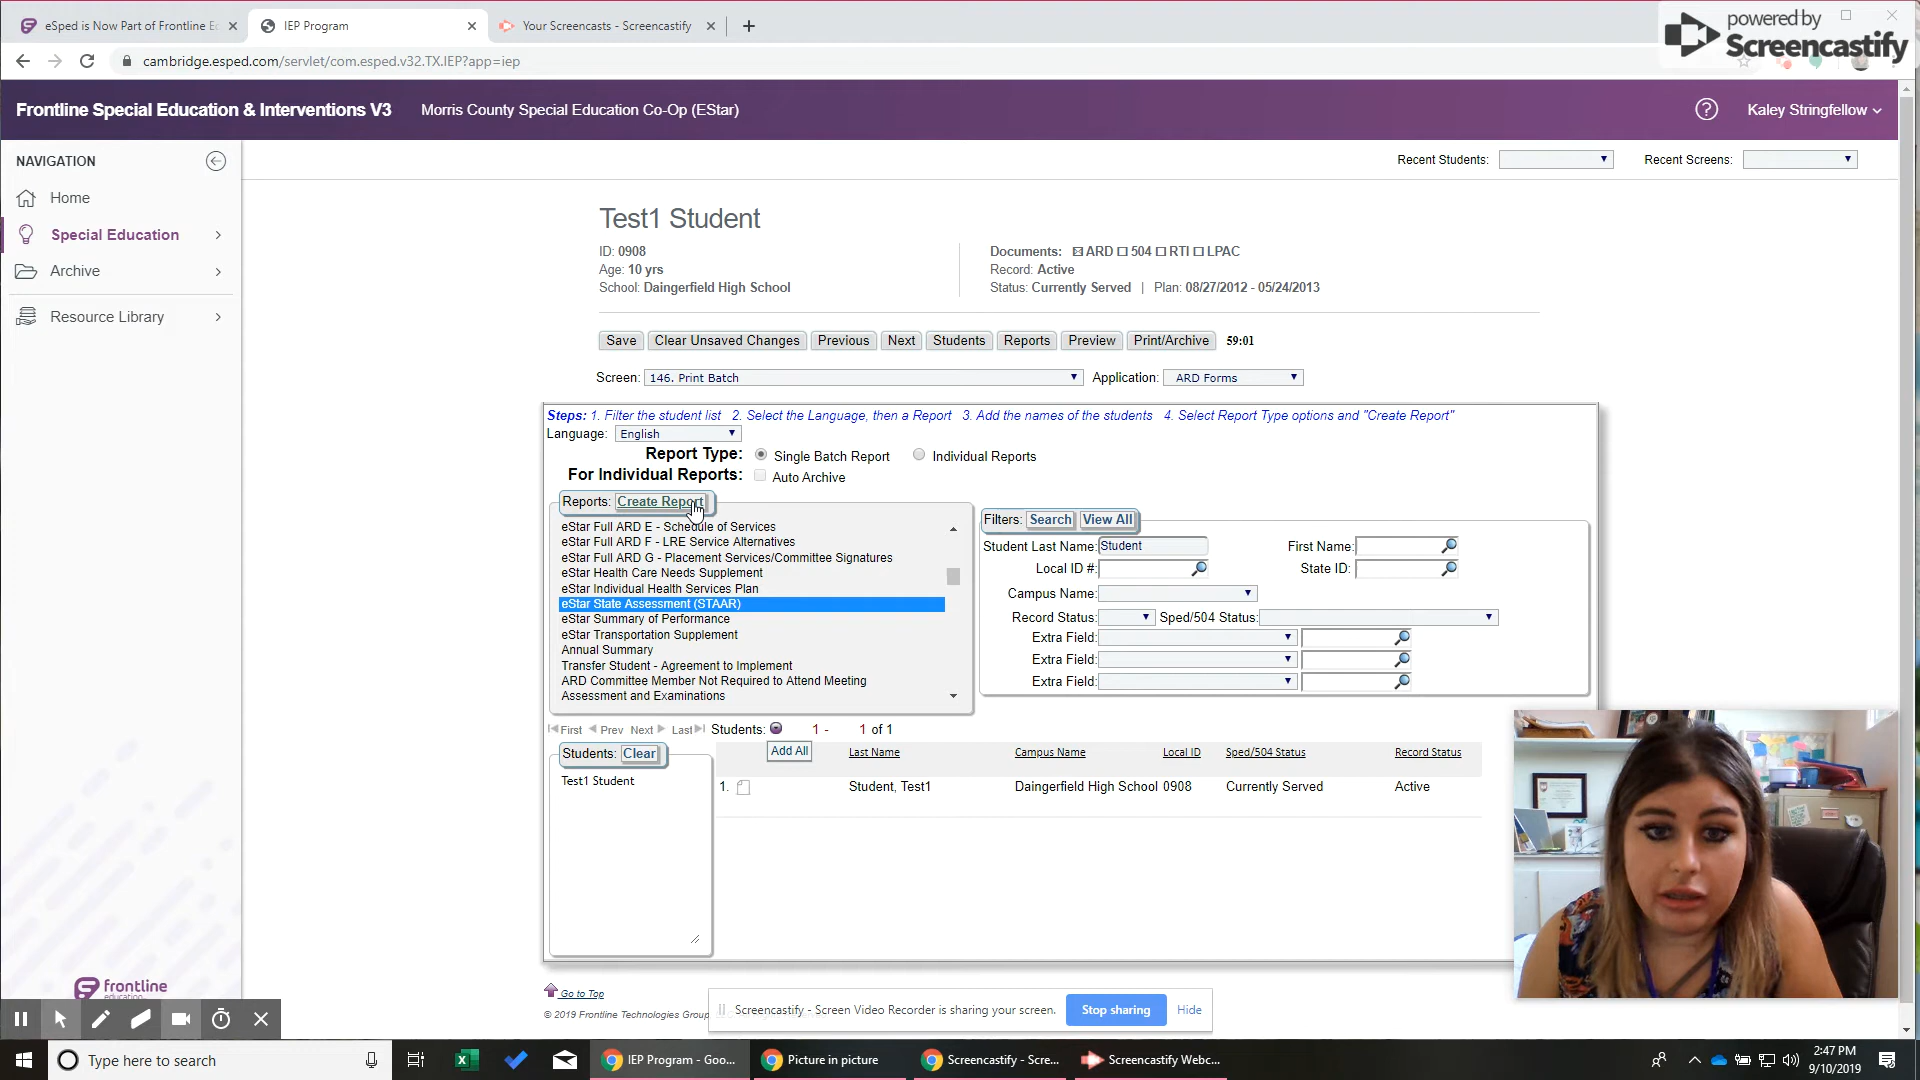 eSped is Now Part of Frontline Ed
IEP Program
Your Screencasts - Screencastify
powered by
Screencastify
cambridge.esped.com/servlet/com.esped.v32.TX.IEP?app=iep
Frontline Special Education & Interventions V3
Morris County Special Education Co-Op (EStar)
Kaley Stringfellow
NAVIGATION
Home
Special Education
Archive
Resource Library
Recent Students:
Recent Screens:
Test1 Student
ID: 0908
Age: 10 yrs
School: Daingerfield High School
Documents: ARD 504 RTI LPAC
Record: Active
Status: Currently Served | Plan: 08/27/2012 - 05/24/2013
Save Clear Unsaved Changes Previous Next Students Reports Preview Print/Archive 59:01
Screen: 146. Print Batch Application: ARD Forms
Steps: 1. Filter the student list 2. Select the Language, then a Report 3. Add the names of the students 4. Select Report Type options and "Create Report"
Language: English
Report Type: Single Batch Report Individual Reports
For Individual Reports: Auto Archive
Reports: Create Report
eStar Full ARD E - Schedule of Services
eStar Full ARD F - LRE Service Alternatives
eStar Full ARD G - Placement Services/Committee Signatures
eStar Health Care Needs Supplement
eStar Individual Health Services Plan
eStar State Assessment (STAAR)
eStar Summary of Performance
eStar Transportation Supplement
Annual Summary
Transfer Student - Agreement to Implement
ARD Committee Member Not Required to Attend Meeting
Assessment and Examinations
Filters: Search View All
Student Last Name: Student First Name:
Local ID #: State ID:
Campus Name:
Record Status: Sped/504 Status:
Extra Field:
Extra Field:
Extra Field:
First Prev Next Last Students: 1 - 1 of 1
Students: Clear
Add All Last Name Campus Name Local ID Sped/504 Status Record Status
Test1 Student
1. Student, Test1 Daingerfield High School 0908 Currently Served Active
Go to Top
© 2019 Frontline Technologies Group
frontline
education
Screencastify - Screen Video Recorder is sharing your screen. Stop sharing Hide
Type here to search
IEP Program - Goo...
Picture in picture
Screencastify - Scre...
Screencastify Webc...
2:47 PM
9/10/2019